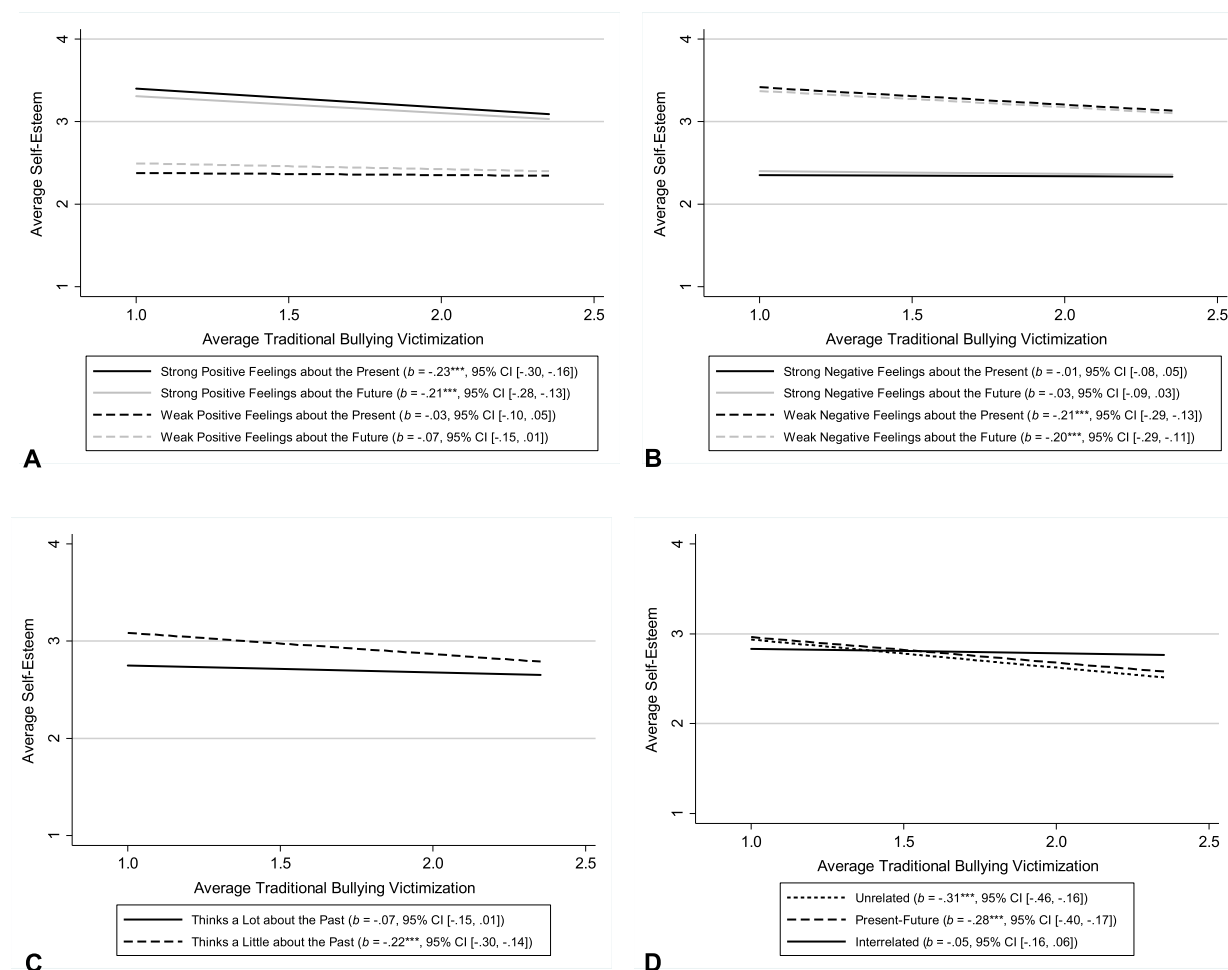 4
3
2
1
Average Self-Esteem
1.0 1.5 2.0 2.5
Average Traditional Bullying Victimization
Strong Positive Feelings about the Present (b = -.23***, 95% CI [-.30, -.16])
Strong Positive Feelings about the Future (b = -.21***, 95% CI [-.28, -.13])
Weak Positive Feelings about the Present (b = -.03, 95% CI [-.10, .05])
Weak Positive Feelings about the Future (b = -.07, 95% CI [-.15, .01])
A
4
3
2
1
Average Self-Esteem
1.0 1.5 2.0 2.5
Average Traditional Bullying Victimization
Strong Negative Feelings about the Present (b = -.01, 95% CI [-.08, .05])
Strong Negative Feelings about the Future (b = -.03, 95% CI [-.09, .03])
Weak Negative Feelings about the Present (b = -.21***, 95% CI [-.29, -.13])
Weak Negative Feelings about the Future (b = -.20***, 95% CI [-.29, -.11])
B
4
3
2
1
Average Self-Esteem
1.0 1.5 2.0 2.5
Average Traditional Bullying Victimization
Thinks a Lot about the Past (b = -.07, 95% CI [-.15, .01])
Thinks a Little about the Past (b = -.22***, 95% CI [-.30, -.14])
C
4
3
2
1
Average Self-Esteem
1.0 1.5 2.0 2.5
Average Traditional Bullying Victimization
Unrelated (b = -.31***, 95% CI [-.46, -.16])
Present-Future (b = -.28***, 95% CI [-.40, -.17])
Interrelated (b = -.05, 95% CI [-.16, .06])
D